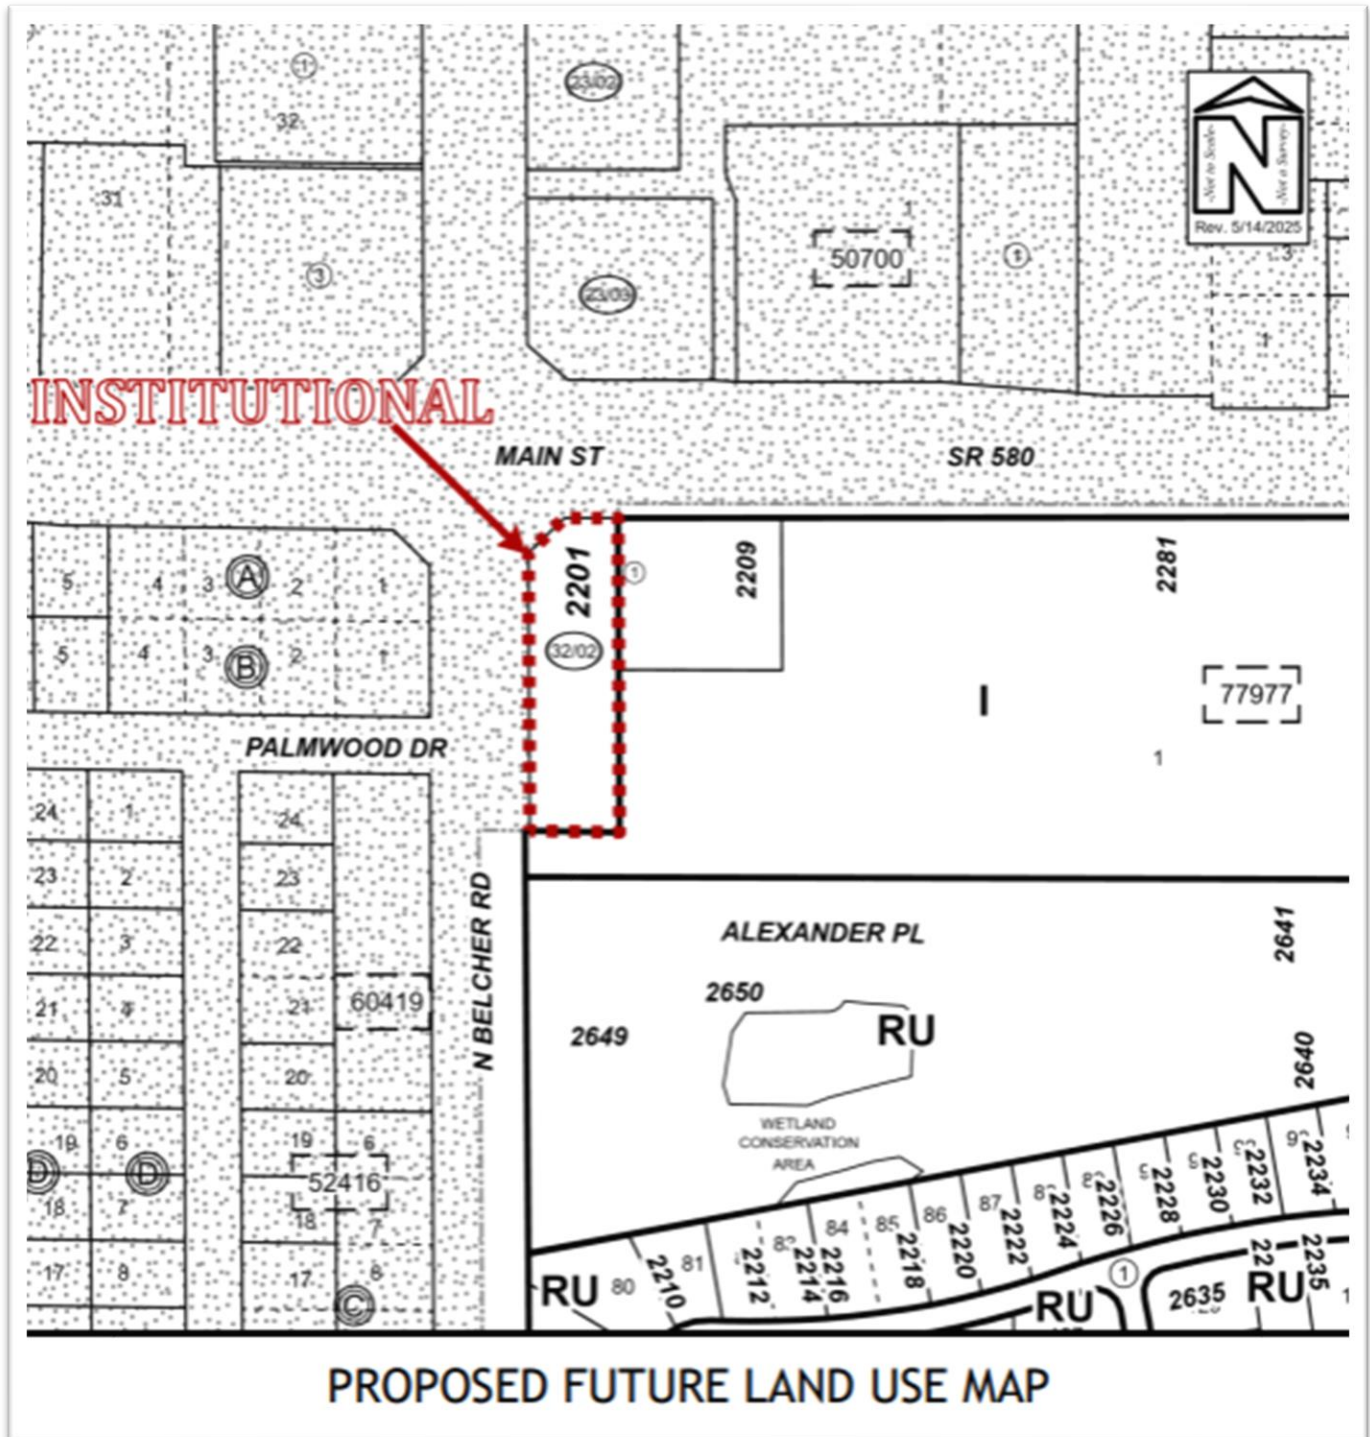 1
32
23/02
31
3
23/03
1
50700
1
Not to Scale
N
Not a Survey
Rev. 5/14/2025
3
1
INSTITUTIONAL
MAIN ST
SR 580
5 4 3 A 2 1
5 4 3 B 2 1
2201
32/02
1
2209
2281
I
77977
1
PALMWOOD DR
24 1 24
23 2 23
22 3 22
21 4 21
60419
20 5 20
19 6 19 6
D D
52416
18 7 18 7
17 8 17 8
C
N BELCHER RD
ALEXANDER PL
2641
2650
2649
RU
2640
WETLAND
CONSERVATION
AREA
RU
80
2210
81
2212
2214
84
2216
85
2218
86
2220
87
2222
2224
2226
2228
2230
2232
2234
1
RU
2635
RU
2235
PROPOSED FUTURE LAND USE MAP